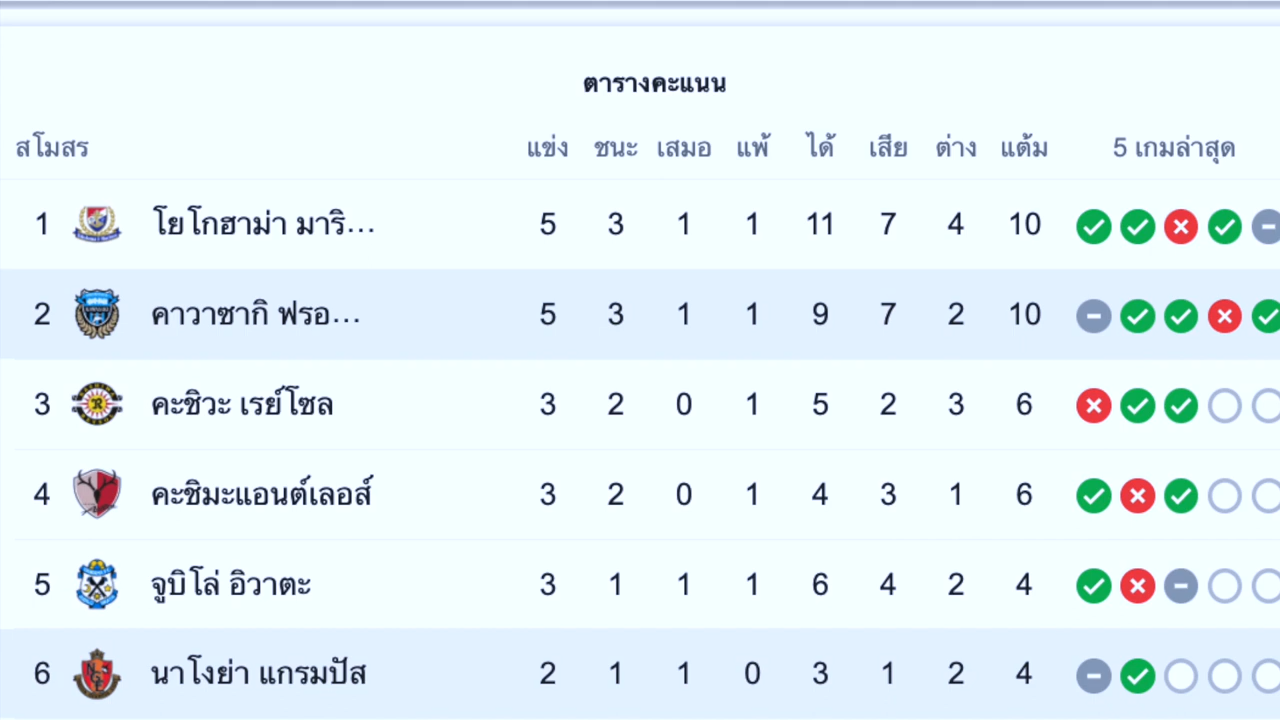 ตารางคะแนน
สโมสร แข่ง ชนะ เสมอ แพ้ ได้ เสีย ต่าง แต้ม 5 เกมล่าสุด
1 โยโกฮาม่า มาริ... 5 3 1 1 11 7 4 10
2 คาวาซากิ ฟรอ... 5 3 1 1 9 7 2 10
3 คะชิวะ เรย์โซล 3 2 0 1 5 2 3 6
4 คะชิมะแอนต์เลอส์ 3 2 0 1 4 3 1 6
5 จูบิโล่ อิวาตะ 3 1 1 1 6 4 2 4
6 นาโงย่า แกรมปัส 2 1 1 0 3 1 2 4